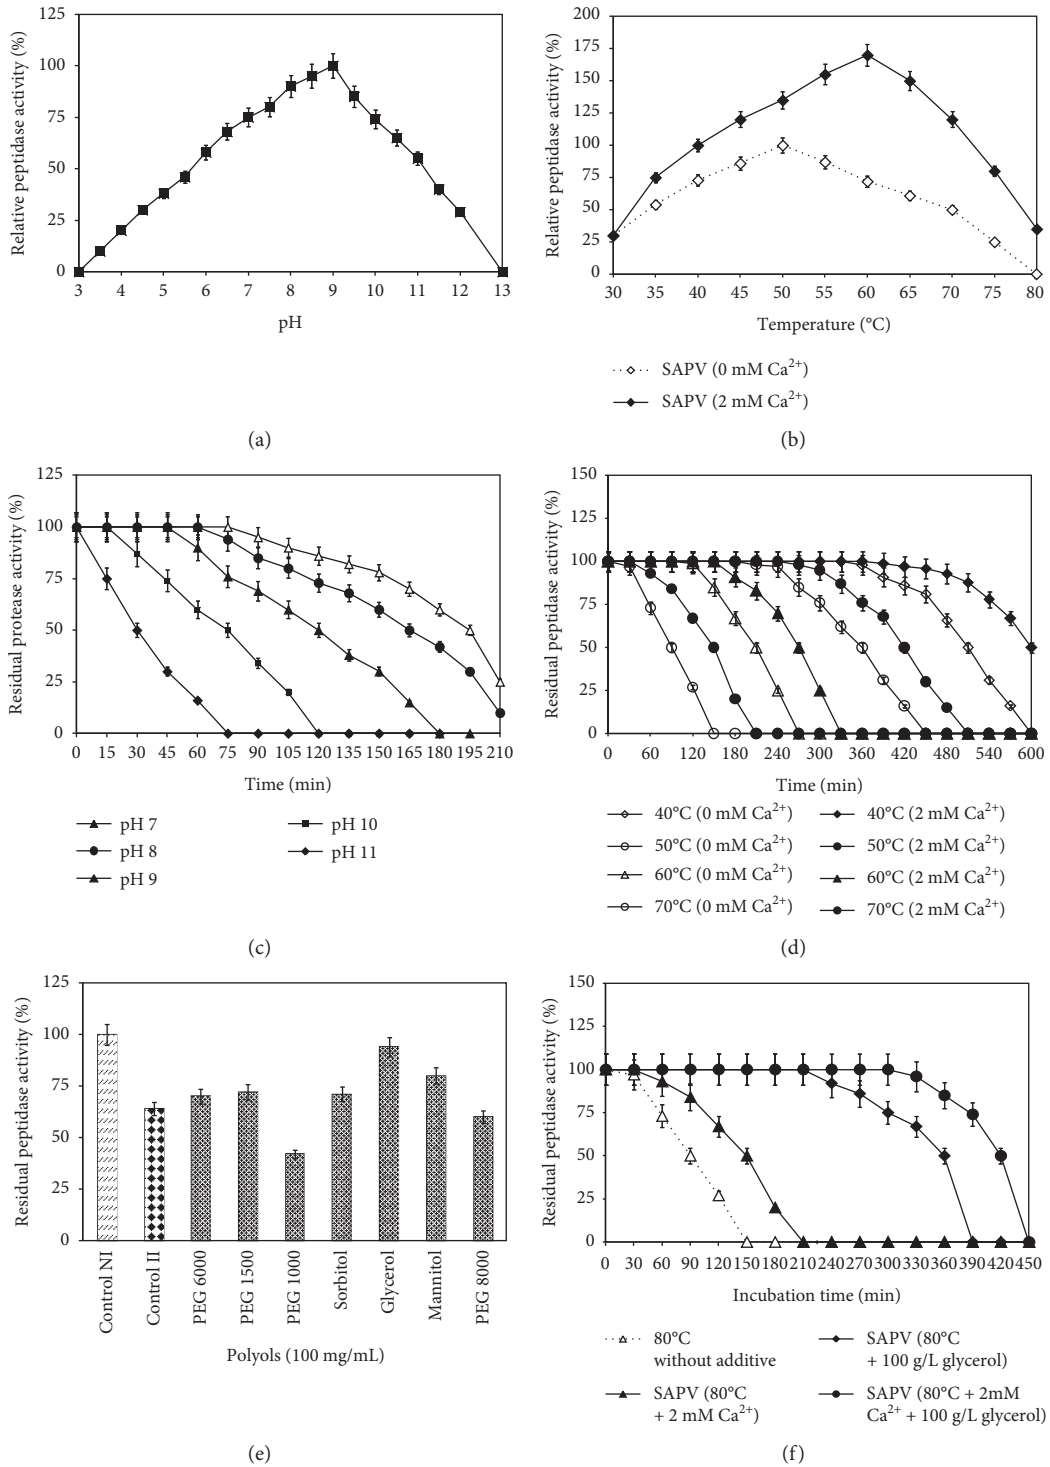 125
100
75
50
25
0
Relative peptidase activity (%)
3 4 5 6 7 8 9 10 11 12 13
pH
(a)
200
175
150
125
100
75
50
25
0
Relative peptidase activity (%)
30 35 40 45 50 55 60 65 70 75 80
Temperature (°C)
SAPV (0 mM Ca²⁺)
SAPV (2 mM Ca²⁺)
(b)
125
100
75
50
25
0
Residual protease activity (%)
0 15 30 45 60 75 90 105 120 135 150 165 180 195 210
Time (min)
pH 7
pH 8
pH 9
pH 10
pH 11
(c)
150
125
100
75
50
25
0
Residual peptidase activity (%)
0 60 120 180 240 300 360 420 480 540 600
Time (min)
40°C (0 mM Ca²⁺)
50°C (0 mM Ca²⁺)
60°C (0 mM Ca²⁺)
70°C (0 mM Ca²⁺)
40°C (2 mM Ca²⁺)
50°C (2 mM Ca²⁺)
60°C (2 mM Ca²⁺)
70°C (2 mM Ca²⁺)
(d)
125
100
75
50
25
0
Residual peptidase activity (%)
Control NI
Control II
PEG 6000
PEG 1500
PEG 1000
Sorbitol
Glycerol
Mannitol
PEG 8000
Polyols (100 mg/mL)
(e)
150
125
100
75
50
25
0
Residual peptidase activity (%)
0 30 60 90 120 150 180 210 240 270 300 330 360 390 420 450
Incubation time (min)
80°C
without additive
SAPV (80°C
+ 2 mM Ca²⁺)
SAPV (80°C
+ 100 g/L glycerol)
SAPV (80°C + 2mM
Ca²⁺ + 100 g/L glycerol)
(f)